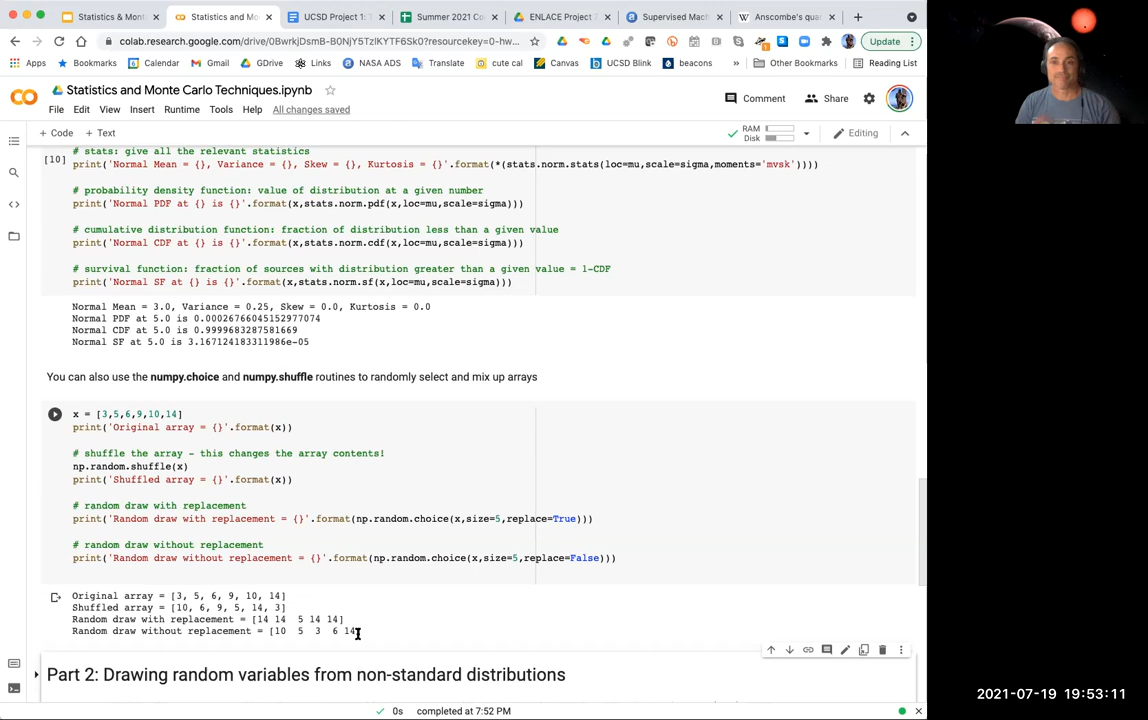 Statistics & Mont
Statistics and Mo
UCSD Project 1: T
Summer 2021 Co
ENLACE Project 7
Supervised Mac
Anscombe's qua
colab.research.google.com/drive/0BwrkjDsmB-B0NjY5TzlKYTF6Sk0?resourcekey=0-hw...
Update
Apps
Bookmarks
Calendar
Gmail
GDrive
Links
NASA ADS
Translate
cute cal
Canvas
UCSD Blink
beacons
»
Other Bookmarks
Reading List
Statistics and Monte Carlo Techniques.ipynb
Comment
Share
File Edit View Insert Runtime Tools Help All changes saved
+ Code + Text
RAM
Disk
Editing
# stats: give all the relevant statistics
[10] print('Normal Mean = {}, Variance = {}, Skew = {}, Kurtosis = {}'.format(*(stats.norm.stats(loc=mu,scale=sigma,moments='mvsk'))))
# probability density function: value of distribution at a given number
print('Normal PDF at {} is {}'.format(x,stats.norm.pdf(x,loc=mu,scale=sigma)))
# cumulative distribution function: fraction of distribution less than a given value
print('Normal CDF at {} is {}'.format(x,stats.norm.cdf(x,loc=mu,scale=sigma)))
# survival function: fraction of sources with distribution greater than a given value = 1-CDF
print('Normal SF at {} is {}'.format(x,stats.norm.sf(x,loc=mu,scale=sigma)))
Normal Mean = 3.0, Variance = 0.25, Skew = 0.0, Kurtosis = 0.0
Normal PDF at 5.0 is 0.00026766045152977074
Normal CDF at 5.0 is 0.9999683287581669
Normal SF at 5.0 is 3.167124183311986e-05
You can also use the numpy.choice and numpy.shuffle routines to randomly select and mix up arrays
x = [3,5,6,9,10,14]
print('Original array = {}'.format(x))
# shuffle the array - this changes the array contents!
np.random.shuffle(x)
print('Shuffled array = {}'.format(x))
# random draw with replacement
print('Random draw with replacement = {}'.format(np.random.choice(x,size=5,replace=True)))
# random draw without replacement
print('Random draw without replacement = {}'.format(np.random.choice(x,size=5,replace=False)))
Original array = [3, 5, 6, 9, 10, 14]
Shuffled array = [10, 6, 9, 5, 14, 3]
Random draw with replacement = [14 14 5 14 14]
Random draw without replacement = [10 5 3 6 14
Part 2: Drawing random variables from non-standard distributions
0s completed at 7:52 PM
2021-07-19 19:53:11